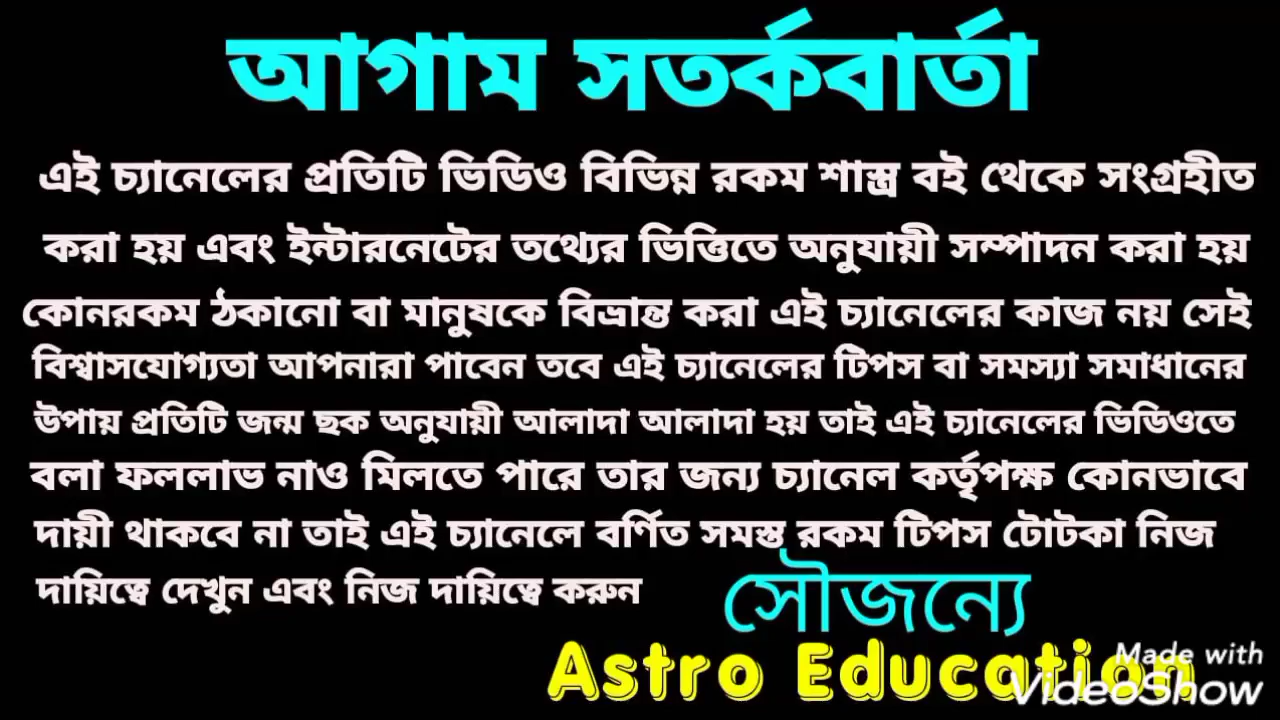 আগাম সতর্কবার্তা
এই চ্যানেলের প্রতিটি ভিডিও বিভিন্ন রকম শাস্ত্র বই থেকে সংগ্রহীত
করা হয় এবং ইন্টারনেটের তথ্যের ভিত্তিতে অনুযায়ী সম্পাদন করা হয়
কোনরকম ঠকানো বা মানুষকে বিভ্রান্ত করা এই চ্যানেলের কাজ নয় সেই
বিশ্বাসযোগ্যতা আপনারা পাবেন তবে এই চ্যানেলের টিপস বা সমস্যা সমাধানের
উপায় প্রতিটি জন্ম ছক অনুযায়ী আলাদা আলাদা হয় তাই এই চ্যানেলের ভিডিওতে
বলা ফললাভ নাও মিলতে পারে তার জন্য চ্যানেল কর্তৃপক্ষ কোনভাবে
দায়ী থাকবে না তাই এই চ্যানেলে বর্ণিত সমস্ত রকম টিপস টোটকা নিজ
দায়িত্বে দেখুন এবং নিজ দায়িত্বে করুন
সৌজন্যে
Astro Education
Made with
VideoShow